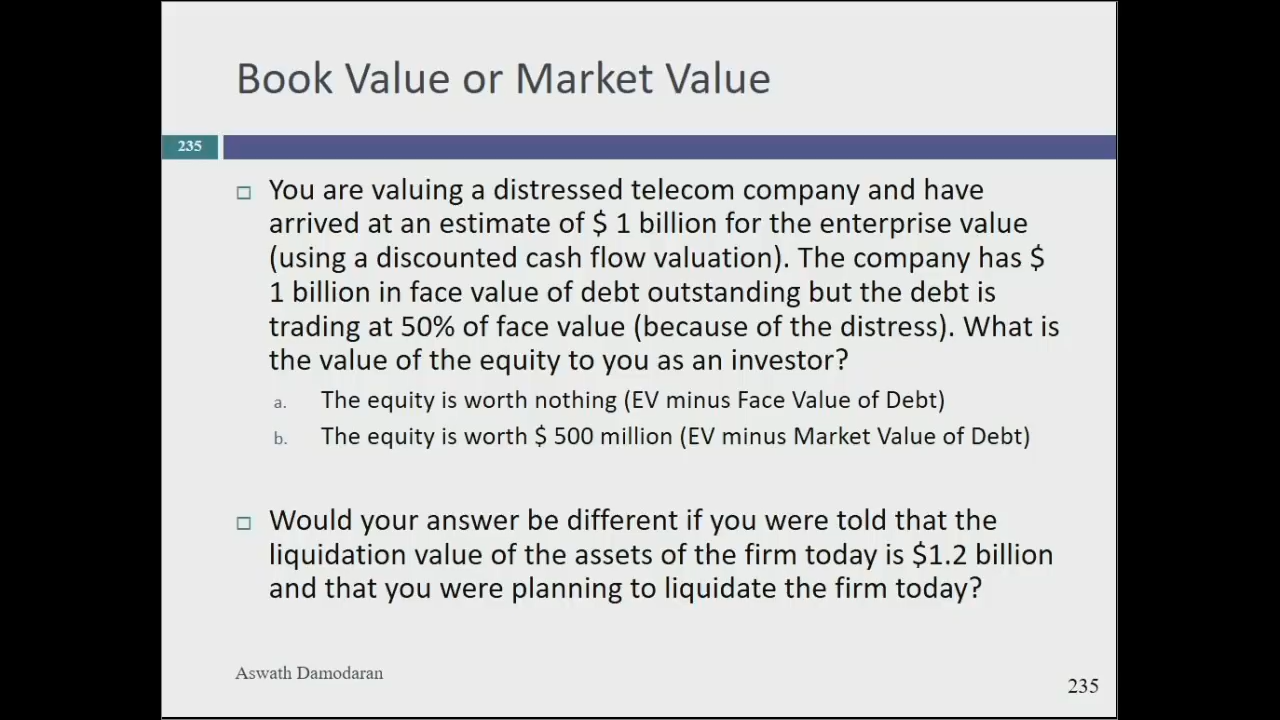 Book Value or Market Value
235
You are valuing a distressed telecom company and have
arrived at an estimate of $ 1 billion for the enterprise value
(using a discounted cash flow valuation). The company has $
1 billion in face value of debt outstanding but the debt is
trading at 50% of face value (because of the distress). What is
the value of the equity to you as an investor?
a. The equity is worth nothing (EV minus Face Value of Debt)
b. The equity is worth $ 500 million (EV minus Market Value of Debt)
Would your answer be different if you were told that the
liquidation value of the assets of the firm today is $1.2 billion
and that you were planning to liquidate the firm today?
Aswath Damodaran
235